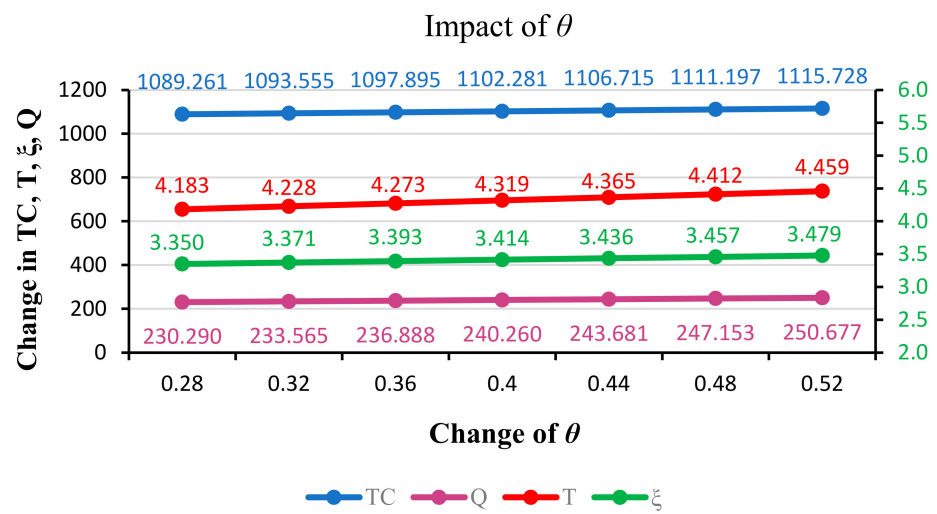 Impact of θ
1089.261 1093.555 1097.895 1102.281 1106.715 1111.197 1115.728
1200 6.0
1000 5.5
5.0
800 4.183 4.228 4.273 4.319 4.365 4.412 4.459
4.5
600 4.0
3.350 3.371 3.393 3.414 3.436 3.457 3.479
3.5
400
3.0
200
2.5
230.290 233.565 236.888 240.260 243.681 247.153 250.677
0 2.0
Change in TC, T, ξ, Q
0.28 0.32 0.36 0.4 0.44 0.48 0.52
Change of θ
TC Q T ξ